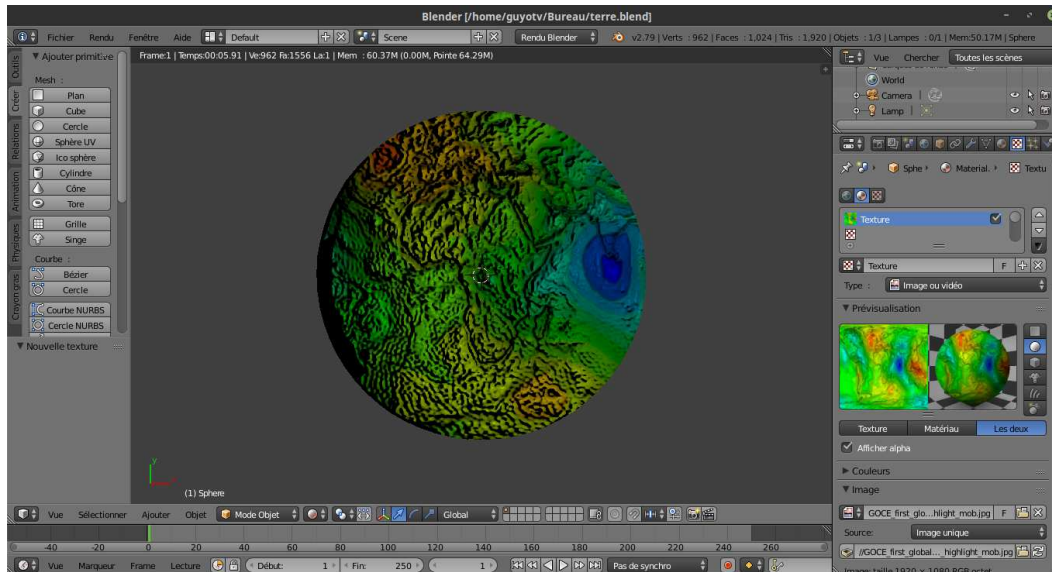 Blender [/home/guyotv/Bureau/terre.blend]
Fichier Rendu Fenêtre Aide Default Scene Rendu Blender v2.79 | Verts :962 | Faces :1,024 | Tris :1,920 | Objets :1/3 | Lampes :0/1 | Mem:50.17M | Sphere
Frame:1 | Temps:00:05.91 | Ve:962 Fa:1556 La:1 | Mem :60.37M (0.00M, Pointe 64.29M)
Outils
Créer
Relations
Animation
Physiques
Crayon gras
Ajouter primitive
Mesh :
Plan
Cube
Cercle
Sphère UV
Ico sphère
Cylindre
Cône
Tore
Grille
Singe
Courbe :
Bézier
Cercle
Courbe NURBS
Cercle NURBS
Nouvelle texture
y
(1) Sphere
Vue Sélectionner Ajouter Objet Mode Objet Global
-40 -20 0 20 40 60 80 100 120 140 160 180 200 220 240 260
Vue Marqueur Frame Lecture Début: 1 Fin: 250 1 Pas de synchro
Vue Chercher Toutes les scènes
World
Camera
Lamp
Sphe Material. Textu
Texture
Texture F
Type : Image ou vidéo
Prévisualisation
Texture Matériau Les deux
Afficher alpha
Couleurs
Image
GOCE_first_glo...hlight_mob.jpg F
Source: Image unique
//GOCE_first_global..._highlight_mob.jpg
Image: taille 1920 × 1080 RGB octet